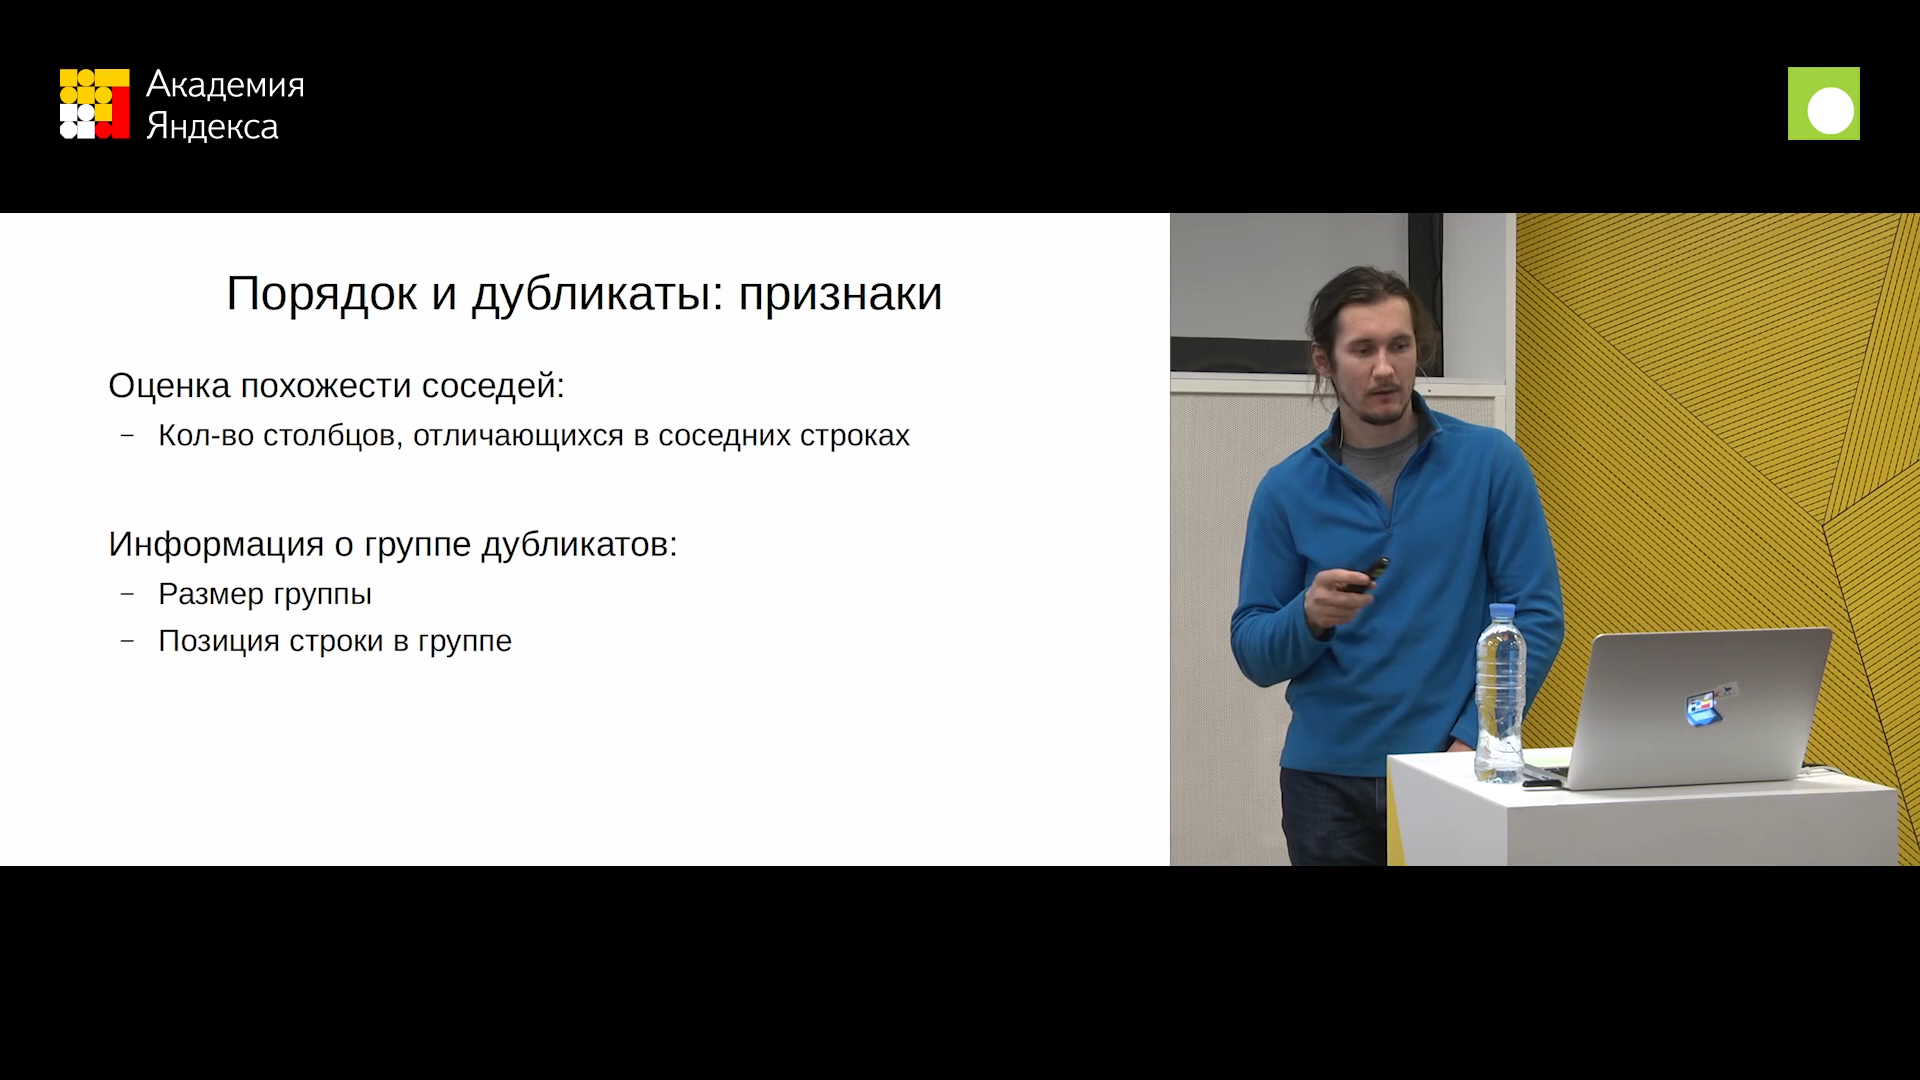 Академия
Яндекса
Порядок и дубликаты: признаки
Оценка похожести соседей:
– Кол-во столбцов, отличающихся в соседних строках
Информация о группе дубликатов:
– Размер группы
– Позиция строки в группе